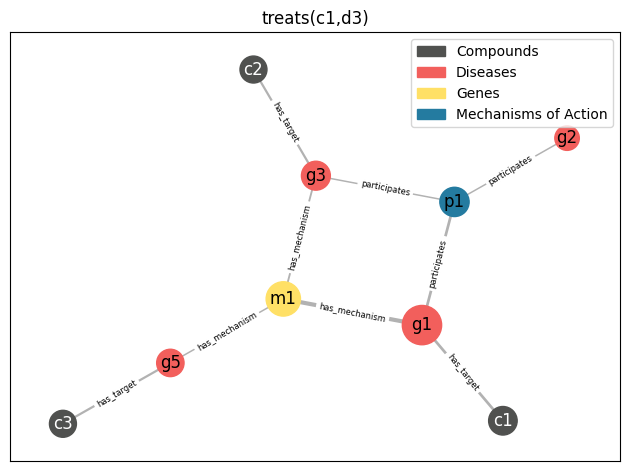 treats(c1,d3)
Compounds
Diseases
Genes
Mechanisms of Action
c2
has_target
g2
participates
g3
participates
p1
has_mechanism
participates
m1
has_mechanism
g1
has_mechanism
g5
has_target
has_target
c3
c1